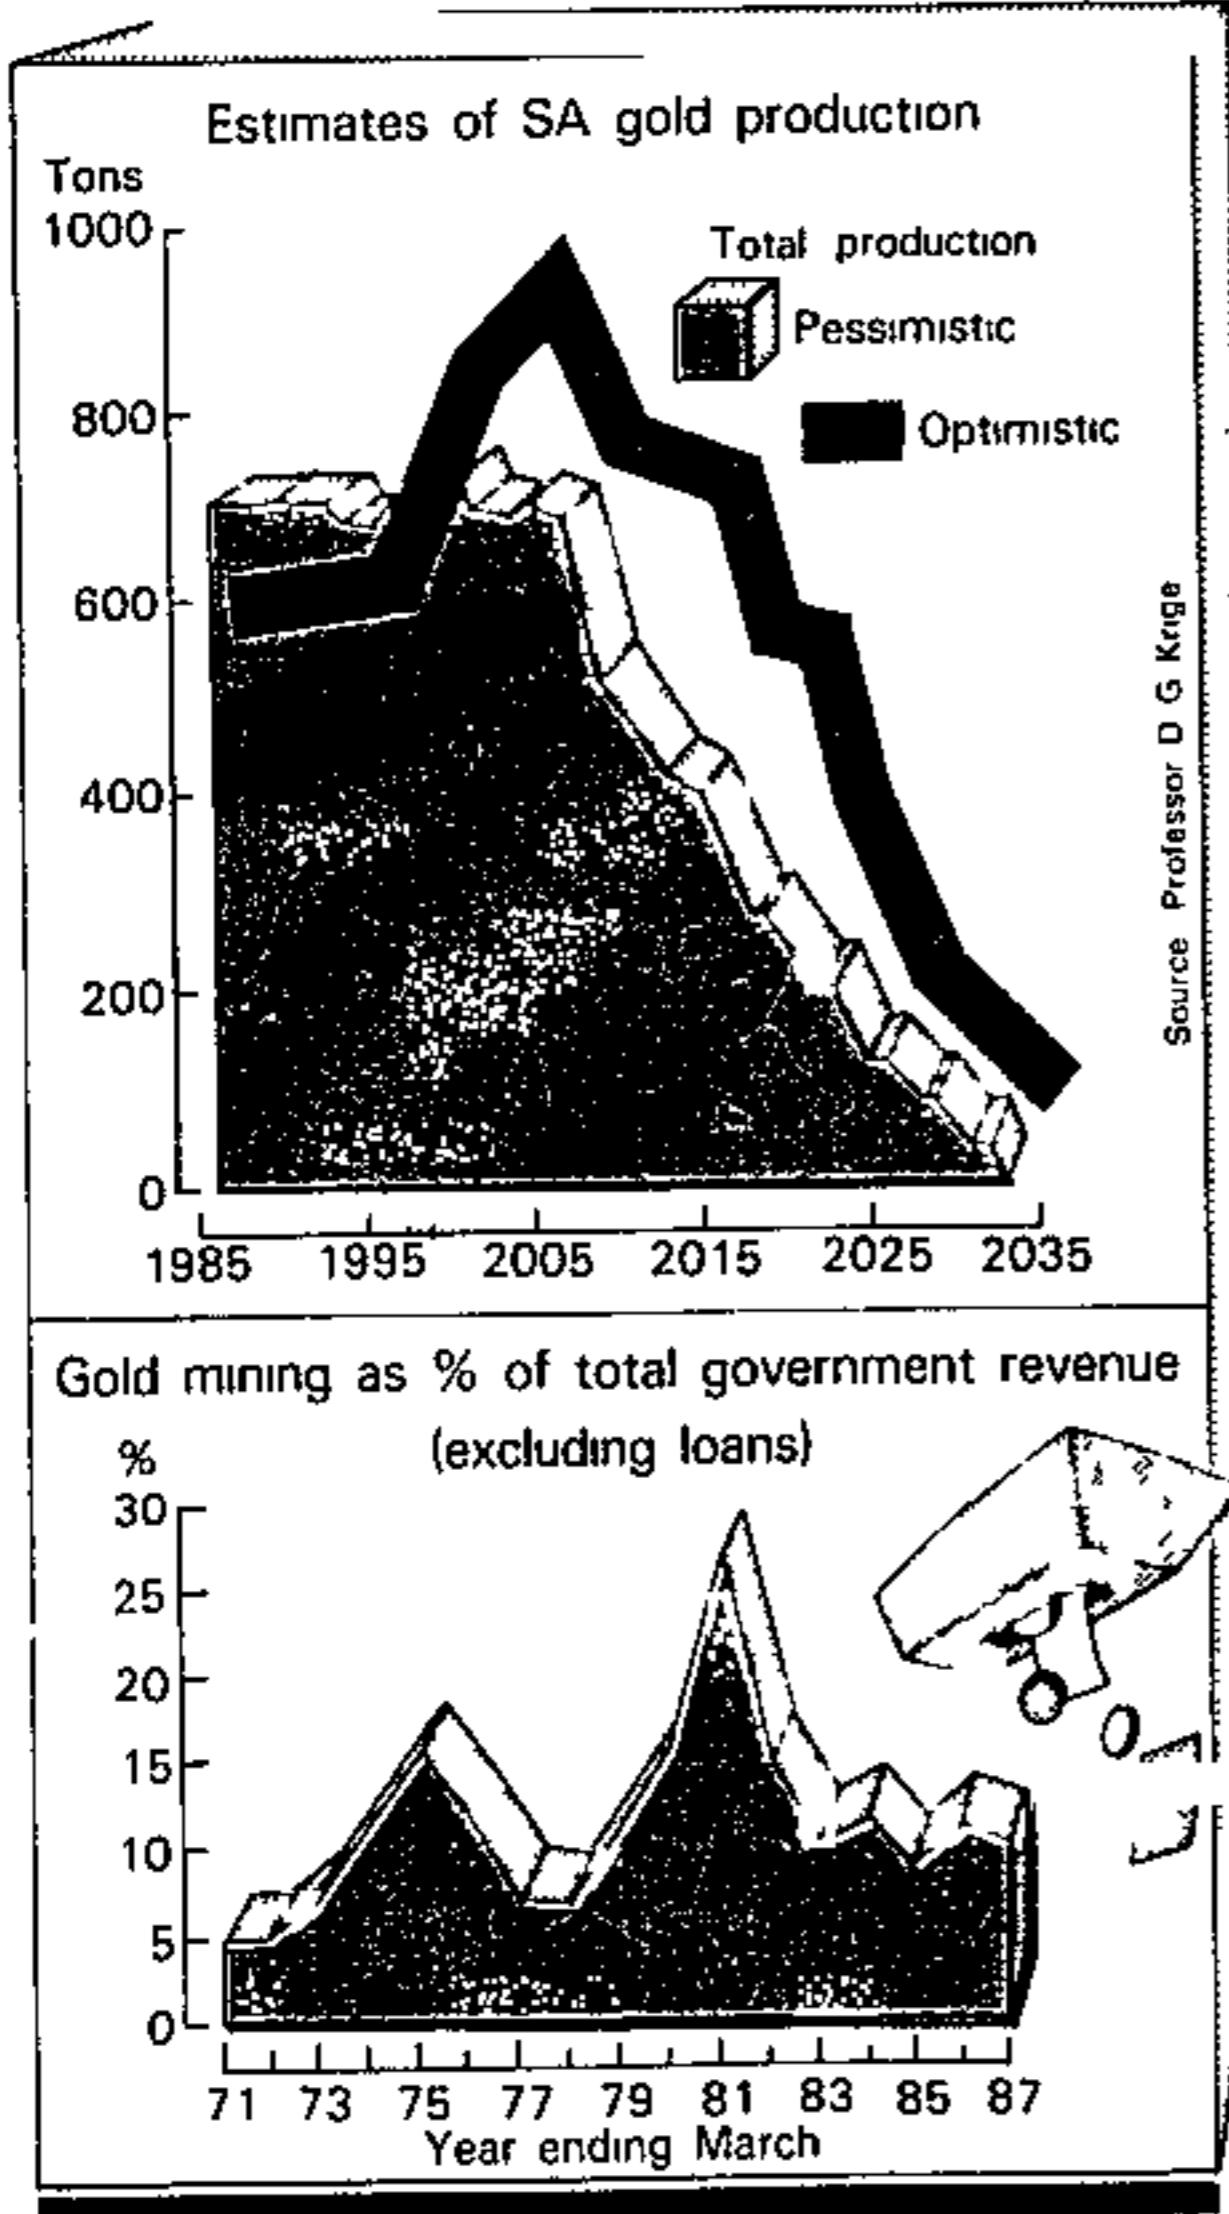 Estimates of SA gold production
Tons
1000
800
600
400
200
0
Total production
Pessimistic
Optimistic
Source Professor D G Krige
1985 1995 2005 2015 2025 2035
Gold mining as % of total government revenue
(excluding loans)
%
30
25
20
15
10
5
0
71 73 75 77 79 81 83 85 87
Year ending March